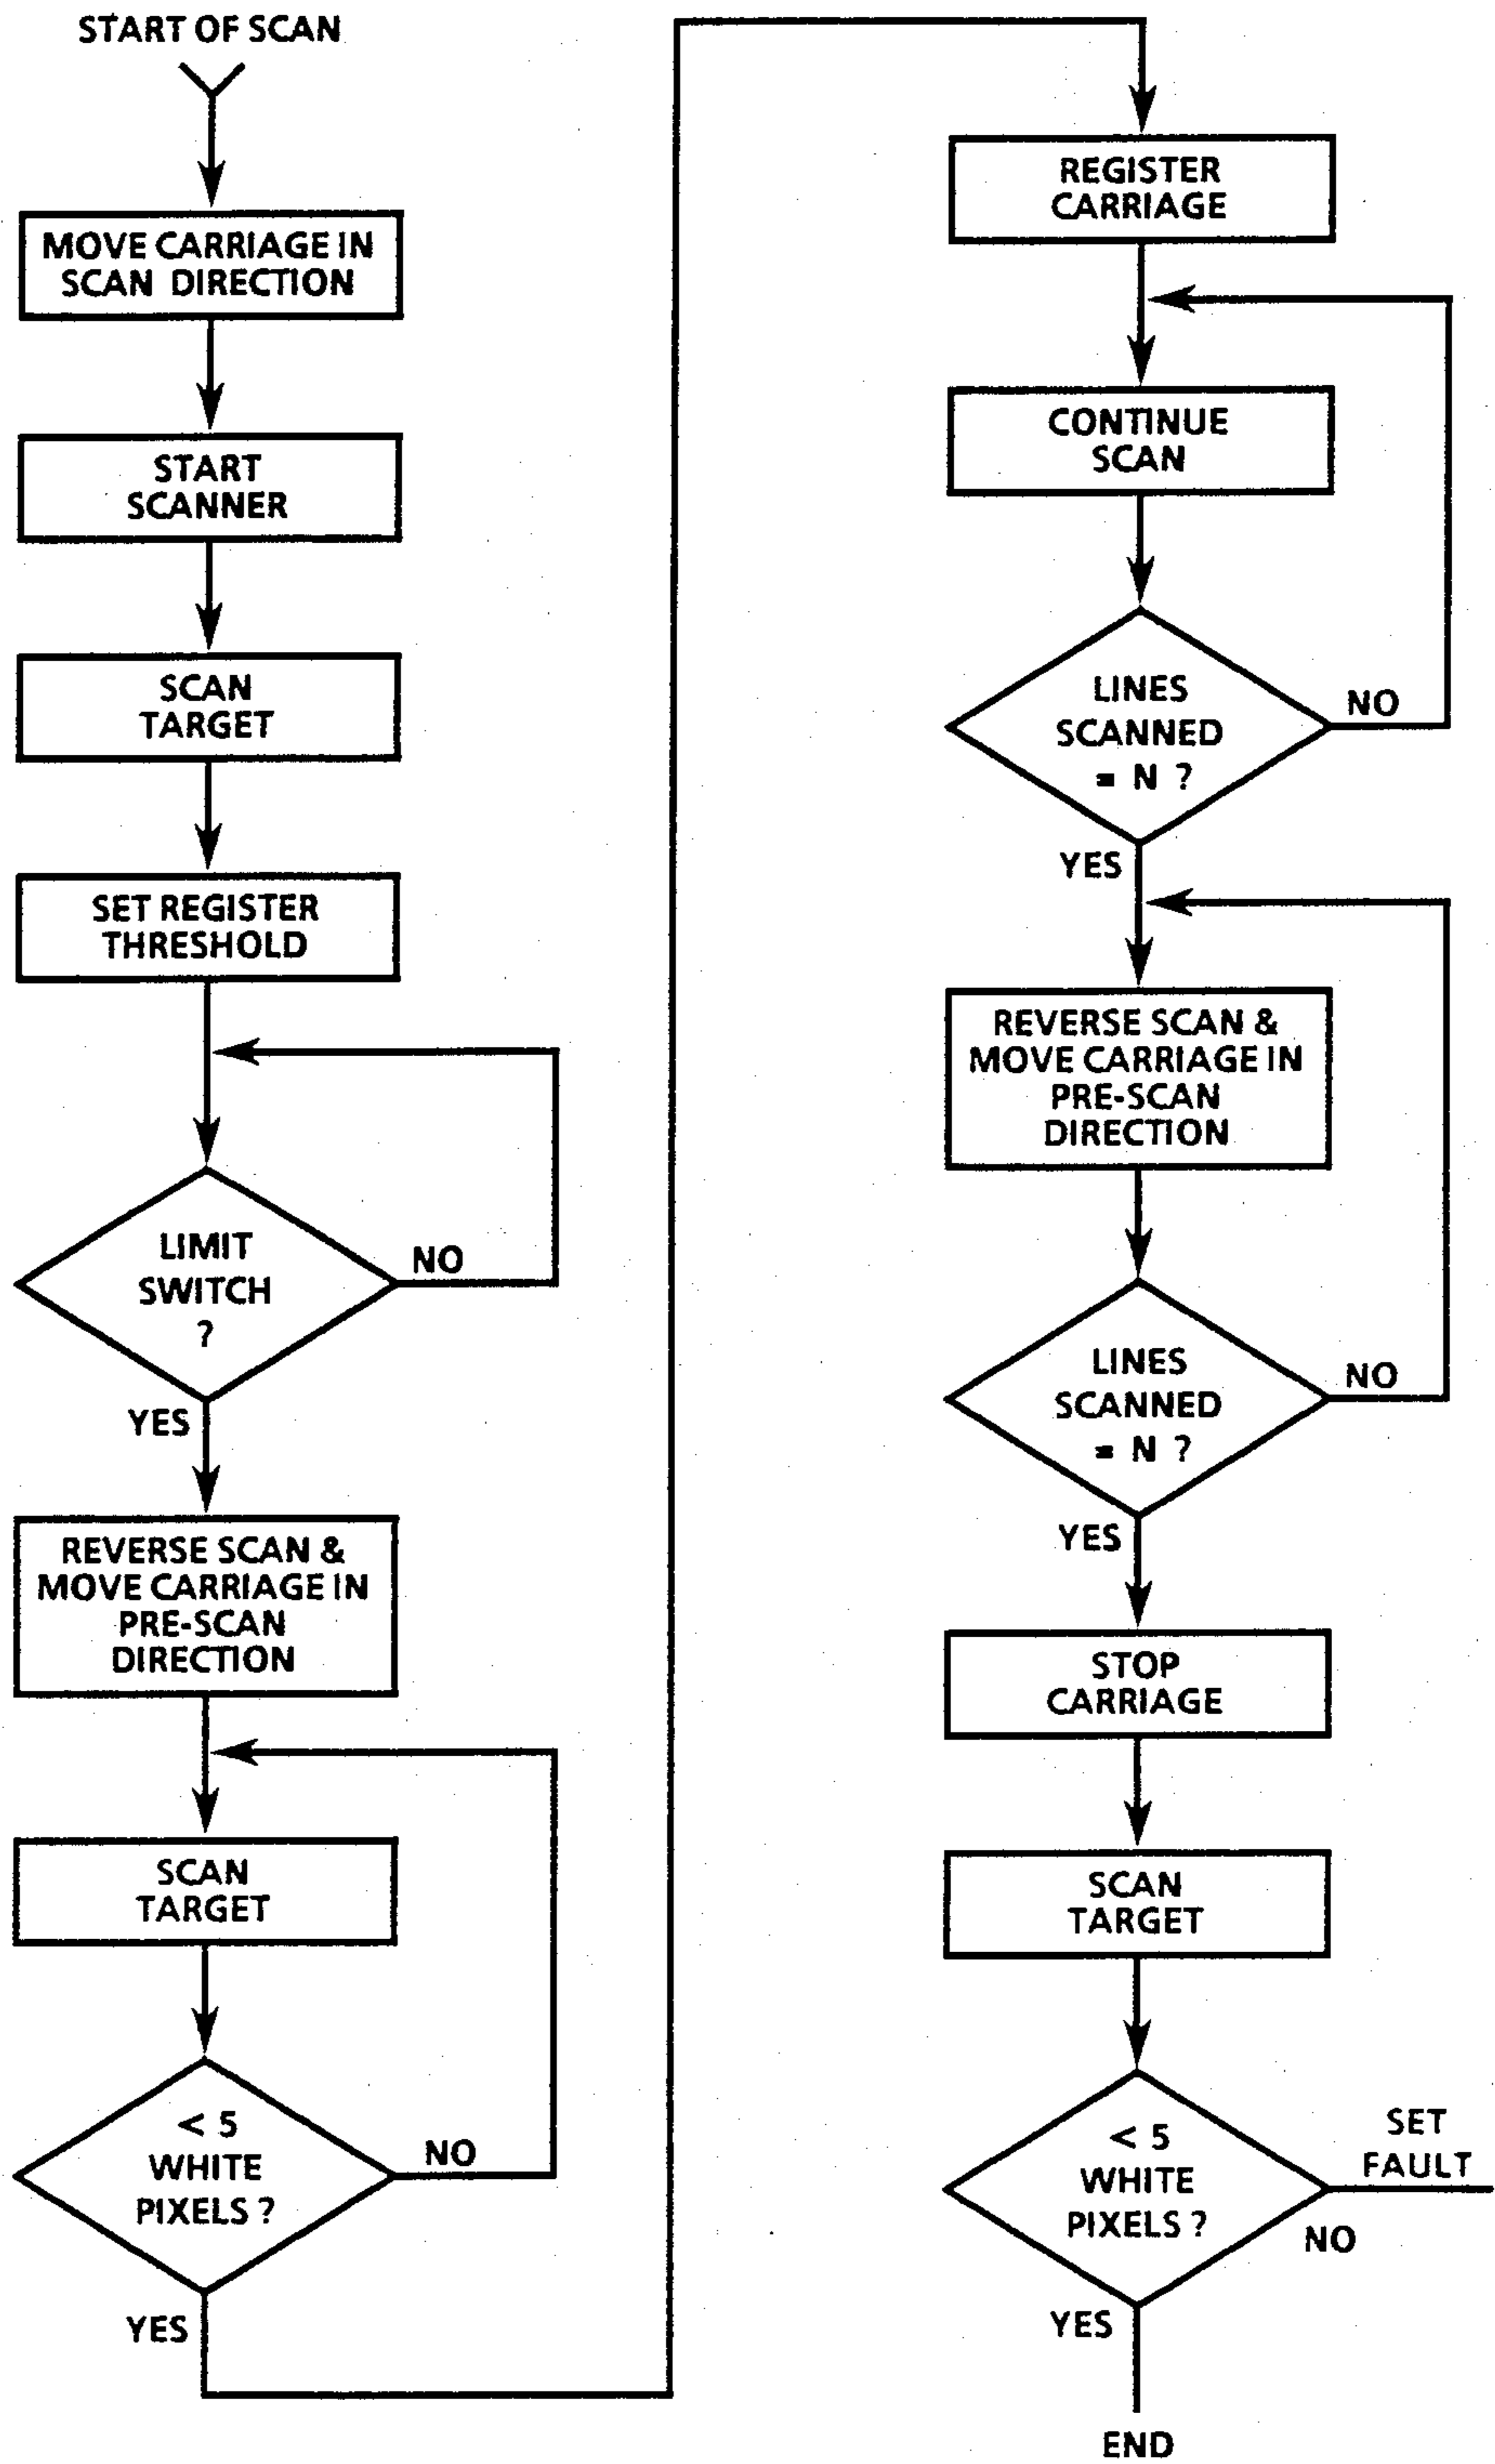 START OF SCAN
MOVE CARRIAGE IN
SCAN DIRECTION
START
SCANNER
SCAN
TARGET
SET REGISTER
THRESHOLD
LIMIT
SWITCH
?
NO
YES
REVERSE SCAN &
MOVE CARRIAGE IN
PRE-SCAN
DIRECTION
SCAN
TARGET
< 5
WHITE
PIXELS ?
NO
YES
REGISTER
CARRIAGE
CONTINUE
SCAN
LINES
SCANNED
= N ?
NO
YES
REVERSE SCAN &
MOVE CARRIAGE IN
PRE-SCAN
DIRECTION
LINES
SCANNED
= N ?
NO
YES
STOP
CARRIAGE
SCAN
TARGET
< 5
WHITE
PIXELS ?
SET
FAULT
NO
YES
END